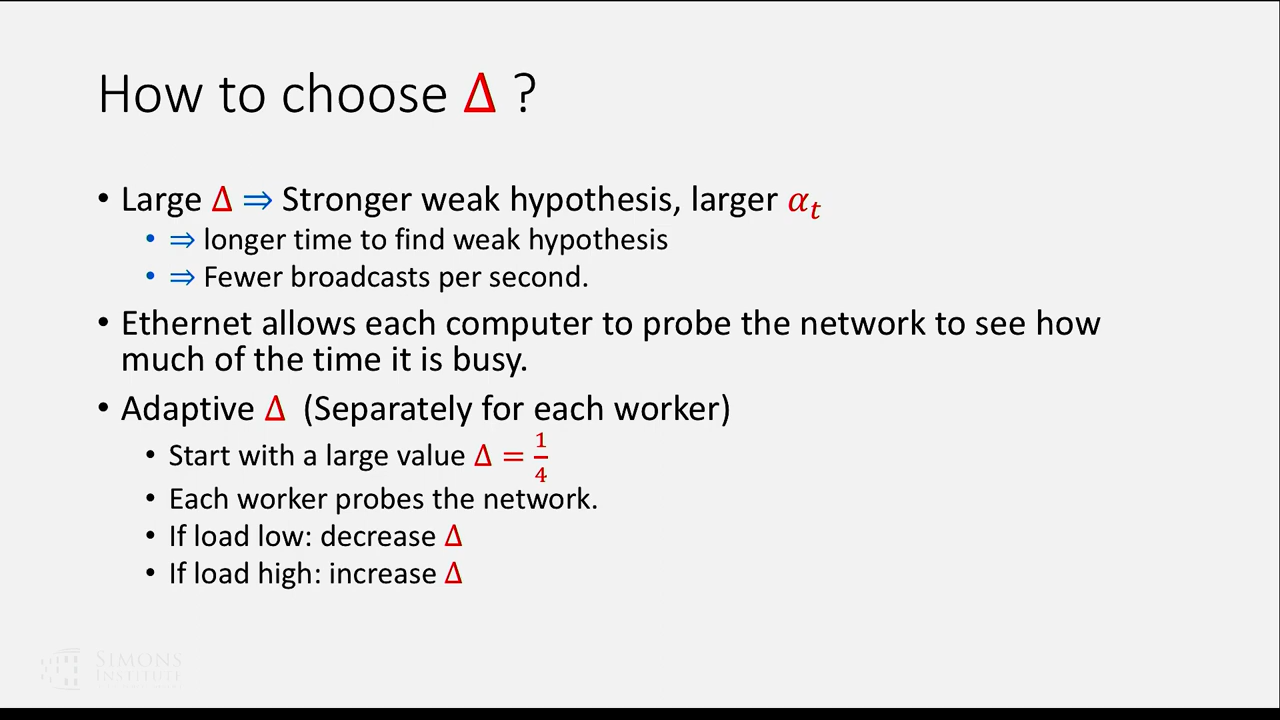 How to choose Δ ?
• Large Δ ⇒ Stronger weak hypothesis, larger αₜ
• ⇒ longer time to find weak hypothesis
• ⇒ Fewer broadcasts per second.
• Ethernet allows each computer to probe the network to see how
much of the time it is busy.
• Adaptive Δ (Separately for each worker)
• Start with a large value Δ = 1/4
• Each worker probes the network.
• If load low: decrease Δ
• If load high: increase Δ
SIMONS
INSTITUTE